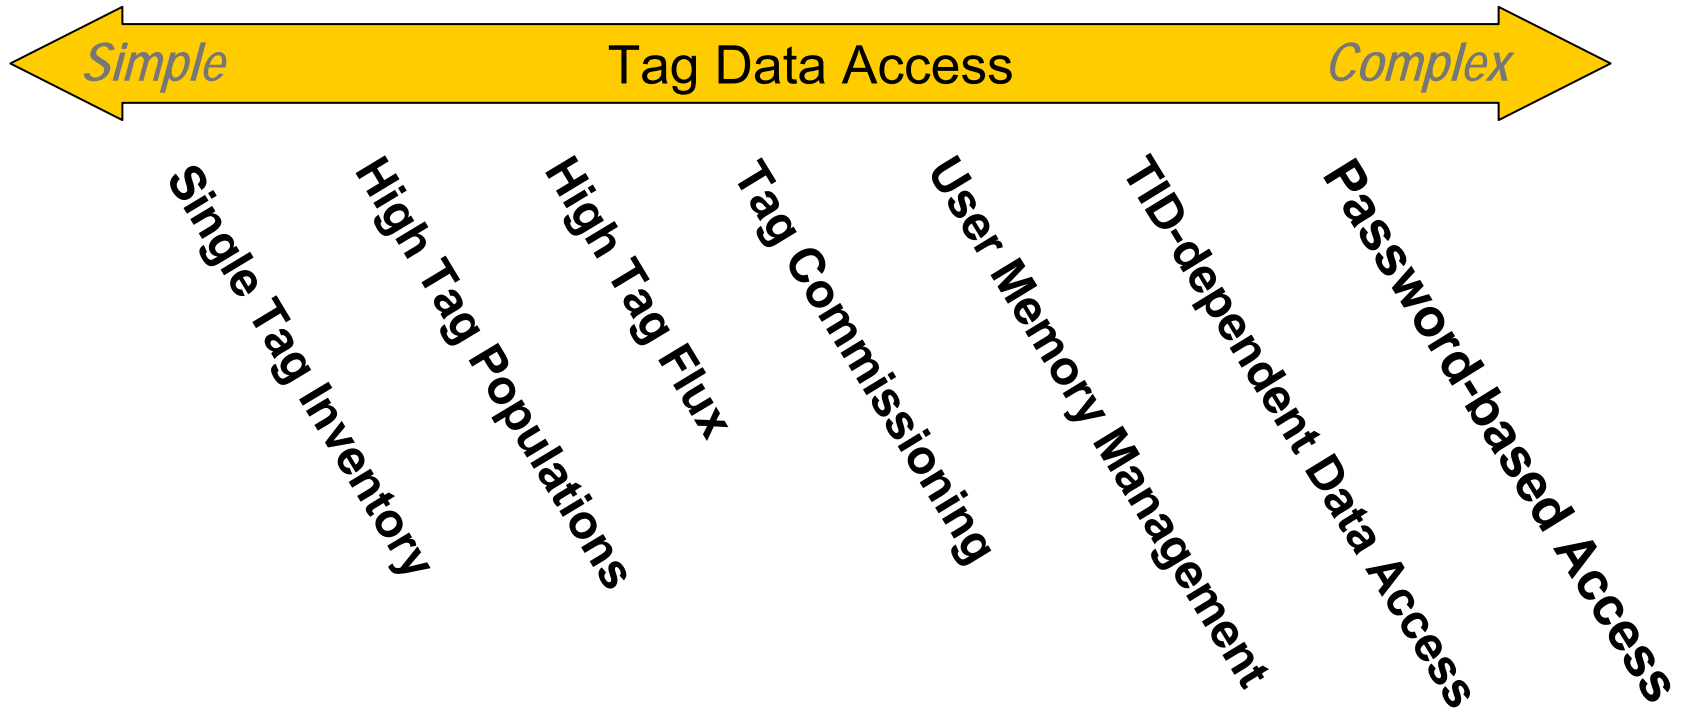 Simple
Tag Data Access
Complex
Single Tag Inventory
High Tag Populations
High Tag Flux
Tag Commissioning
User Memory Management
TID-dependent Data Access
Password-based Access